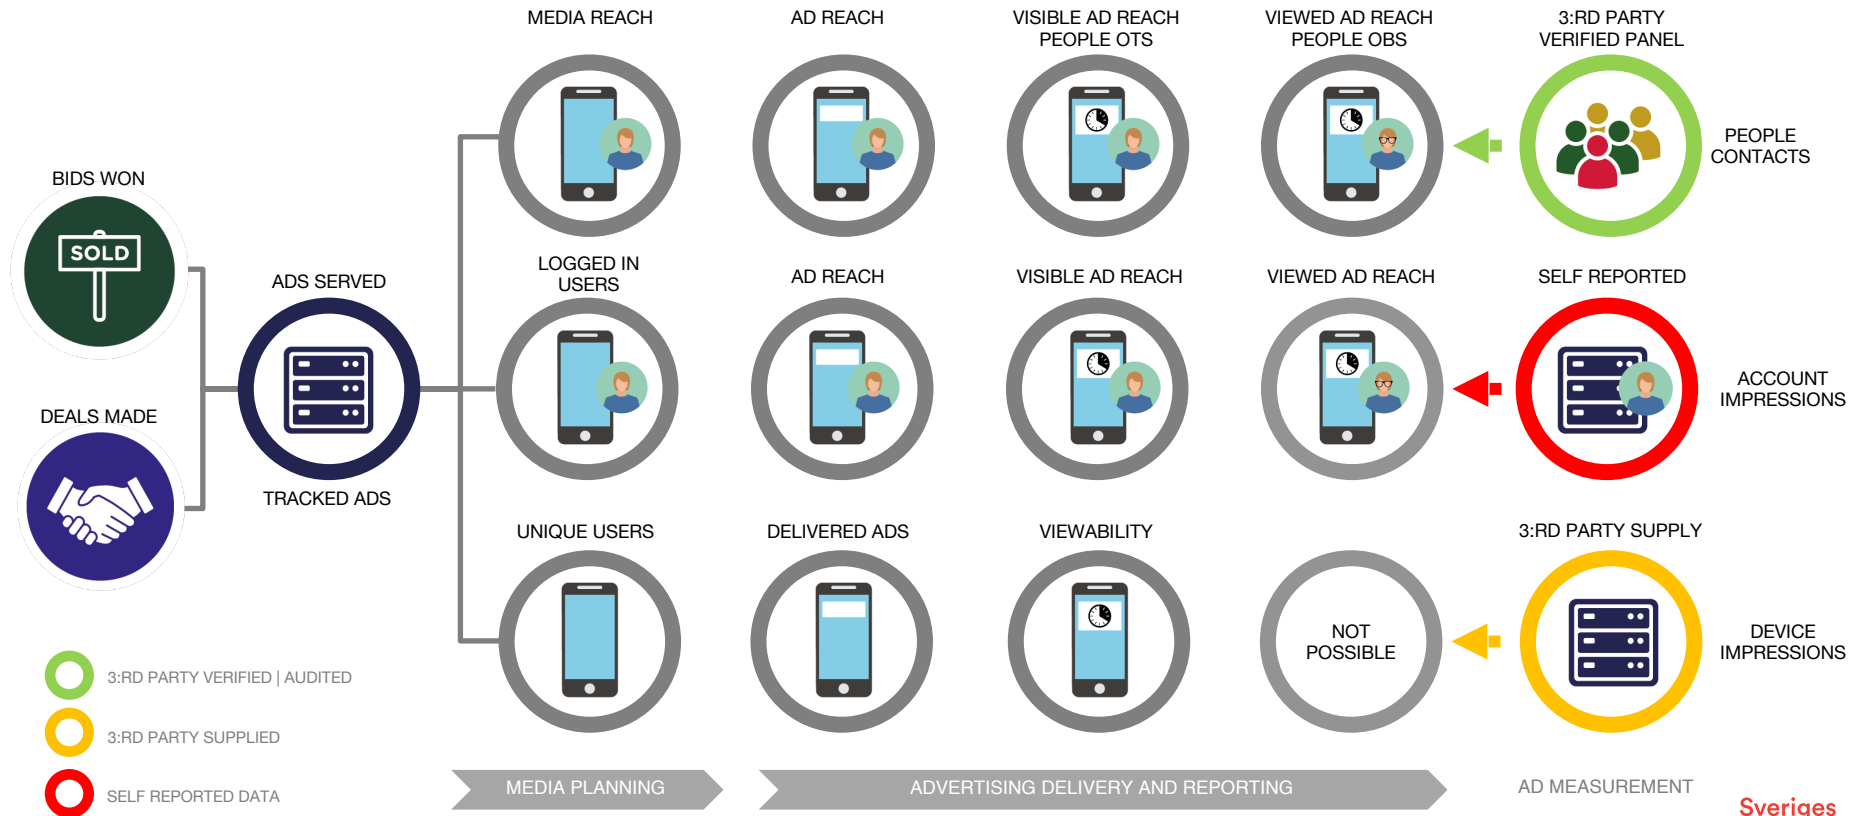 MEDIA REACH
AD REACH
VISIBLE AD REACH
PEOPLE OTS
VIEWED AD REACH
PEOPLE OBS
3:RD PARTY
VERIFIED PANEL
PEOPLE
CONTACTS
BIDS WON
SOLD
DEALS MADE
ADS SERVED
TRACKED ADS
LOGGED IN
USERS
AD REACH
VISIBLE AD REACH
VIEWED AD REACH
SELF REPORTED
ACCOUNT
IMPRESSIONS
UNIQUE USERS
DELIVERED ADS
VIEWABILITY
NOT
POSSIBLE
3:RD PARTY SUPPLY
DEVICE
IMPRESSIONS
3:RD PARTY VERIFIED | AUDITED
3:RD PARTY SUPPLIED
SELF REPORTED DATA
MEDIA PLANNING
ADVERTISING DELIVERY AND REPORTING
AD MEASUREMENT
Sveriges